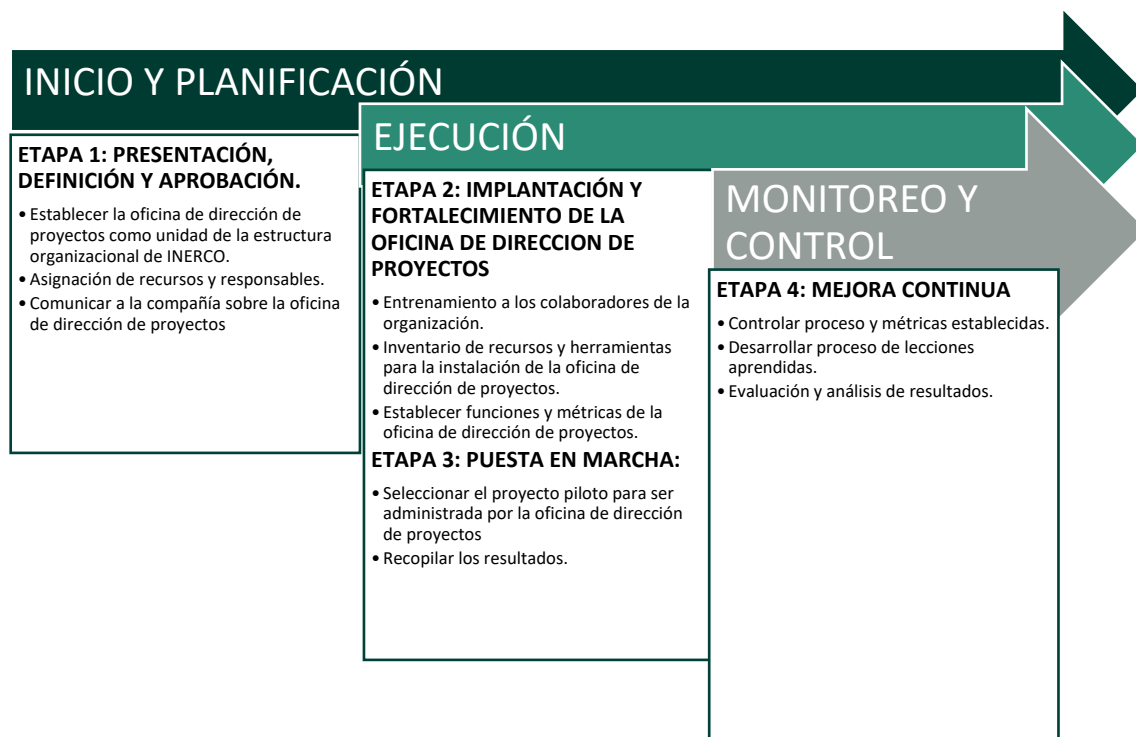 INICIO Y PLANIFICACIÓN
ETAPA 1: PRESENTACIÓN,
DEFINICIÓN Y APROBACIÓN.
• Establecer la oficina de dirección de
proyectos como unidad de la estructura
organizacional de INERCO.
• Asignación de recursos y responsables.
• Comunicar a la compañía sobre la oficina
de dirección de proyectos
EJECUCIÓN
ETAPA 2: IMPLANTACIÓN Y
FORTALECIMIENTO DE LA
OFICINA DE DIRECCION DE
PROYECTOS
• Entrenamiento a los colaboradores de la
organización.
• Inventario de recursos y herramientas
para la instalación de la oficina de
dirección de proyectos.
• Establecer funciones y métricas de la
oficina de dirección de proyectos.
ETAPA 3: PUESTA EN MARCHA:
• Seleccionar el proyecto piloto para ser
administrada por la oficina de dirección
de proyectos
• Recopilar los resultados.
MONITOREO Y
CONTROL
ETAPA 4: MEJORA CONTINUA
• Controlar proceso y métricas establecidas.
• Desarrollar proceso de lecciones
aprendidas.
• Evaluación y análisis de resultados.